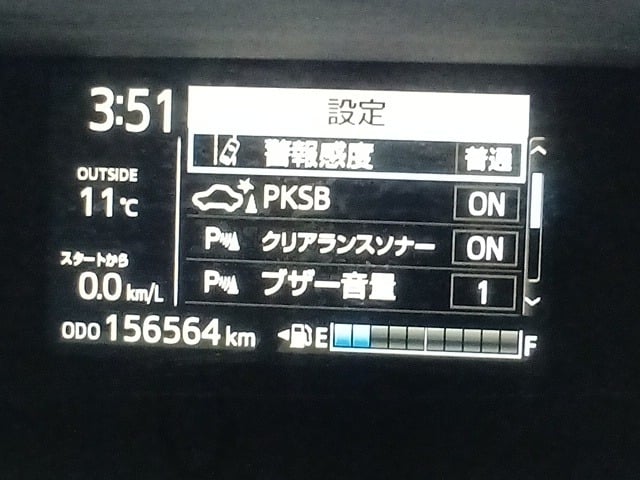 3:51
設定
警報感度 普通
OUTSIDE
11℃
PKSB ON
クリアランスソナー ON
スタートから
0.0 km/L
ブザー音量 1
ODO 156564 km
E F